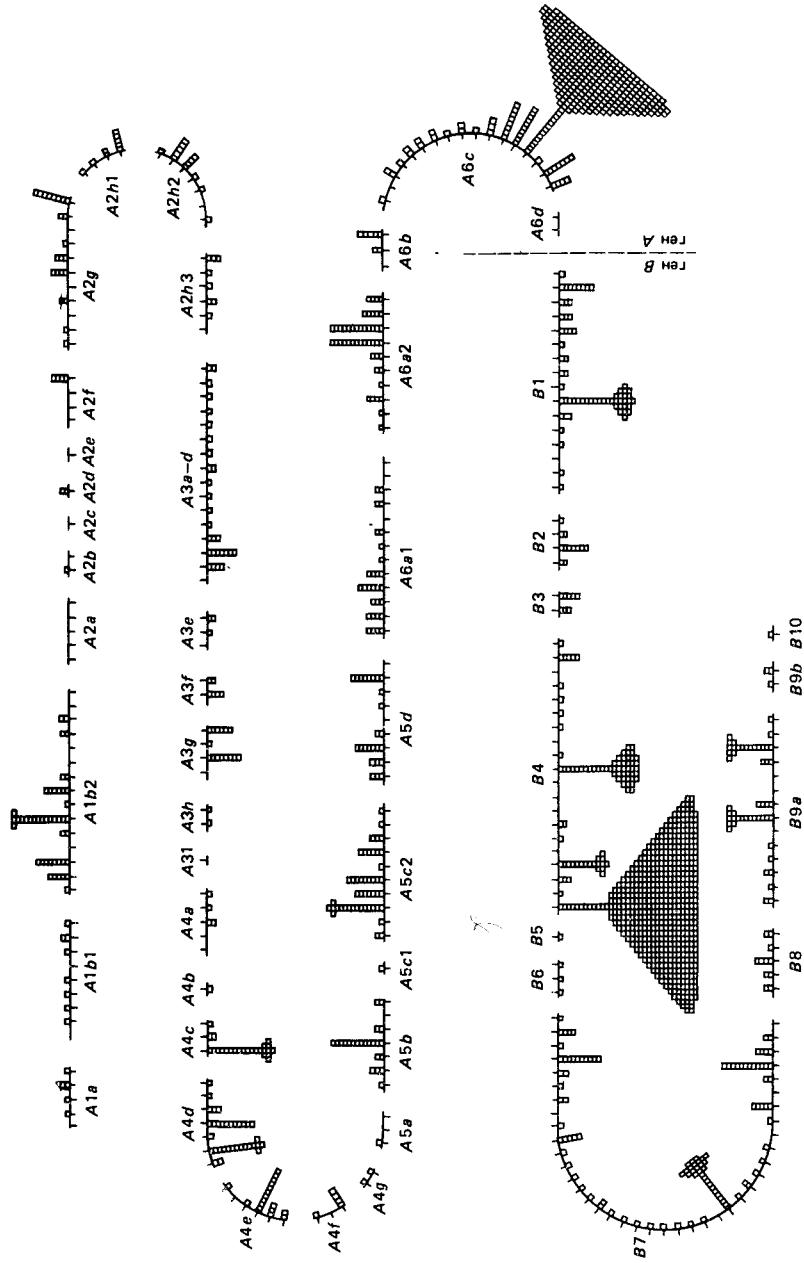 A1a A1b1 A1b2 A2a A2b A2c A2d A2e A2f A2g A2h1
A4d A4c A4b A4a A31 A3h A3g A3f A3e A3a–d A2h3 A2h2
A4e
A4f
A4g A5a A5b A5c1 A5c2 A5d A6a1 A6a2 A6b A6c
B6 B5 B4 B3 B2 B1 A6d
ген B
ген A
B7 B8 B9a B9b B10